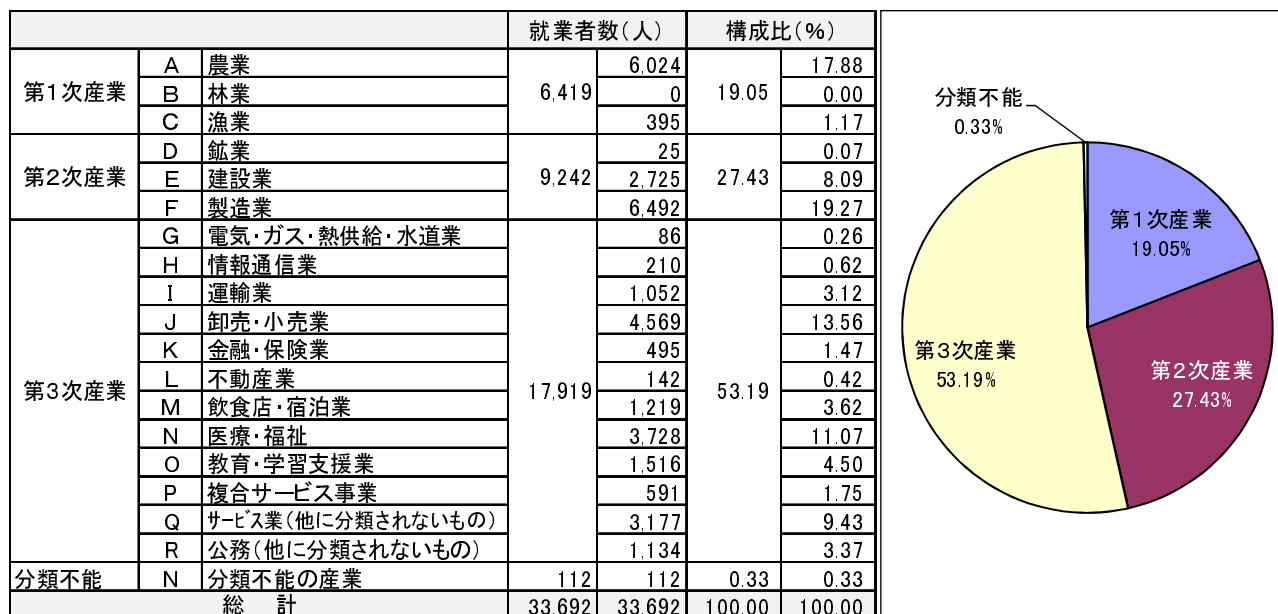 就業者数(人) 構成比(%)
第1次産業 A 農業 6,419 6,024 19.05 17.88
B 林業 0 0.00
C 漁業 395 1.17
第2次産業 D 鉱業 9,242 25 27.43 0.07
E 建設業 2,725 8.09
F 製造業 6,492 19.27
第3次産業 G 電気・ガス・熱供給・水道業 17,919 86 53.19 0.26
H 情報通信業 210 0.62
I 運輸業 1,052 3.12
J 卸売・小売業 4,569 13.56
K 金融・保険業 495 1.47
L 不動産業 142 0.42
M 飲食店・宿泊業 1,219 3.62
N 医療・福祉 3,728 11.07
O 教育・学習支援業 1,516 4.50
P 複合サービス事業 591 1.75
Q サービス業(他に分類されないもの) 3,177 9.43
R 公務(他に分類されないもの) 1,134 3.37
分類不能 N 分類不能の産業 112 112 0.33 0.33
総 計 33,692 33,692 100.00 100.00
分類不能
0.33%
第1次産業
19.05%
第2次産業
27.43%
第3次産業
53.19%